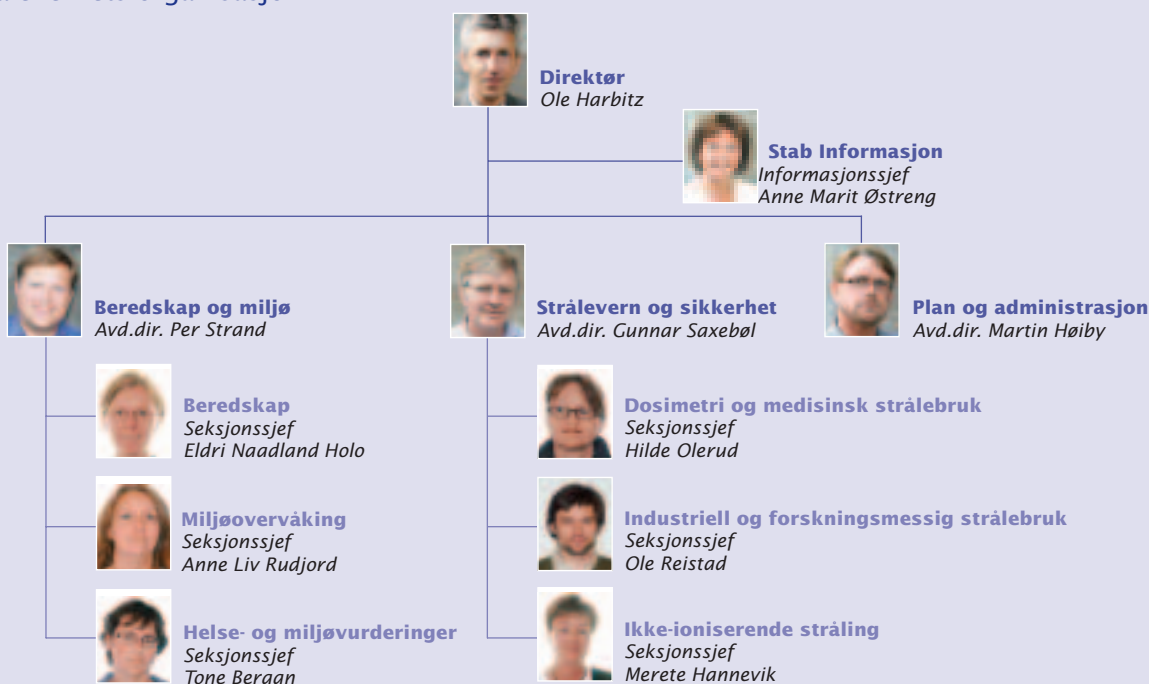 Direktør
Ole Harbitz
Stab Informasjon
Informasjonssjef
Anne Marit Østreng
Beredskap og miljø
Avd.dir. Per Strand
Strålevern og sikkerhet
Avd.dir. Gunnar Saxebøl
Plan og administrasjon
Avd.dir. Martin Høiby
Beredskap
Seksjonssjef
Eldri Naadland Holo
Miljøovervåking
Seksjonssjef
Anne Liv Rudjord
Helse- og miljøvurderinger
Seksjonssjef
Tone Bergan
Dosimetri og medisinsk strålebruk
Seksjonssjef
Hilde Olerud
Industriell og forskningsmessig strålebruk
Seksjonssjef
Ole Reistad
Ikke-ioniserende stråling
Seksjonssjef
Merete Hannevik